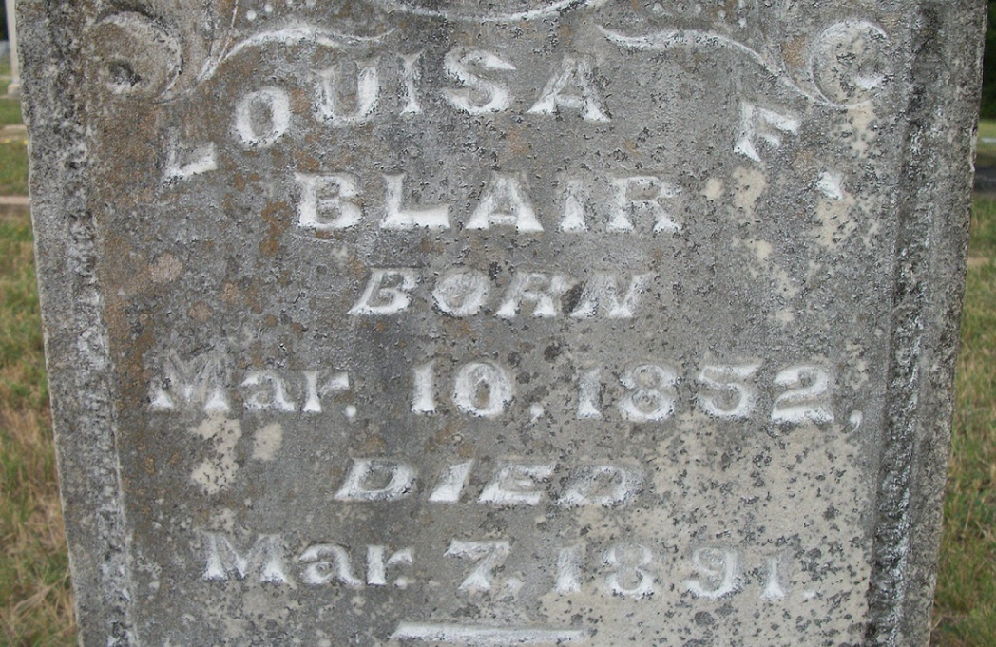 LOUISA F.
BLAIR
BORN
Mar. 10, 1852,
DIED
Mar. 7, 1891.